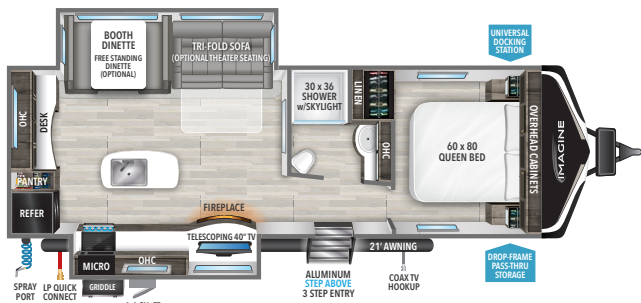 BOOTH
DINETTE
FREE STANDING
DINETTE
(OPTIONAL)
TRI-FOLD SOFA
(OPTIONAL THEATER SEATING)
UNIVERSAL
DOCKING
STATION
OHC
DESK
30 x 36
SHOWER
w/SKYLIGHT
LINEN
OHC
60 x 80
QUEEN BED
OVERHEAD CABINETS
IMAGINE
PANTRY
REFER
FIREPLACE
TELESCOPING 40" TV
MICRO
OHC
21' AWNING
SPRAY
PORT
LP QUICK
CONNECT
GRIDDLE
ALUMINUM
STEP ABOVE
3 STEP ENTRY
COAX TV
HOOKUP
DROP-FRAME
PASS-THRU
STORAGE